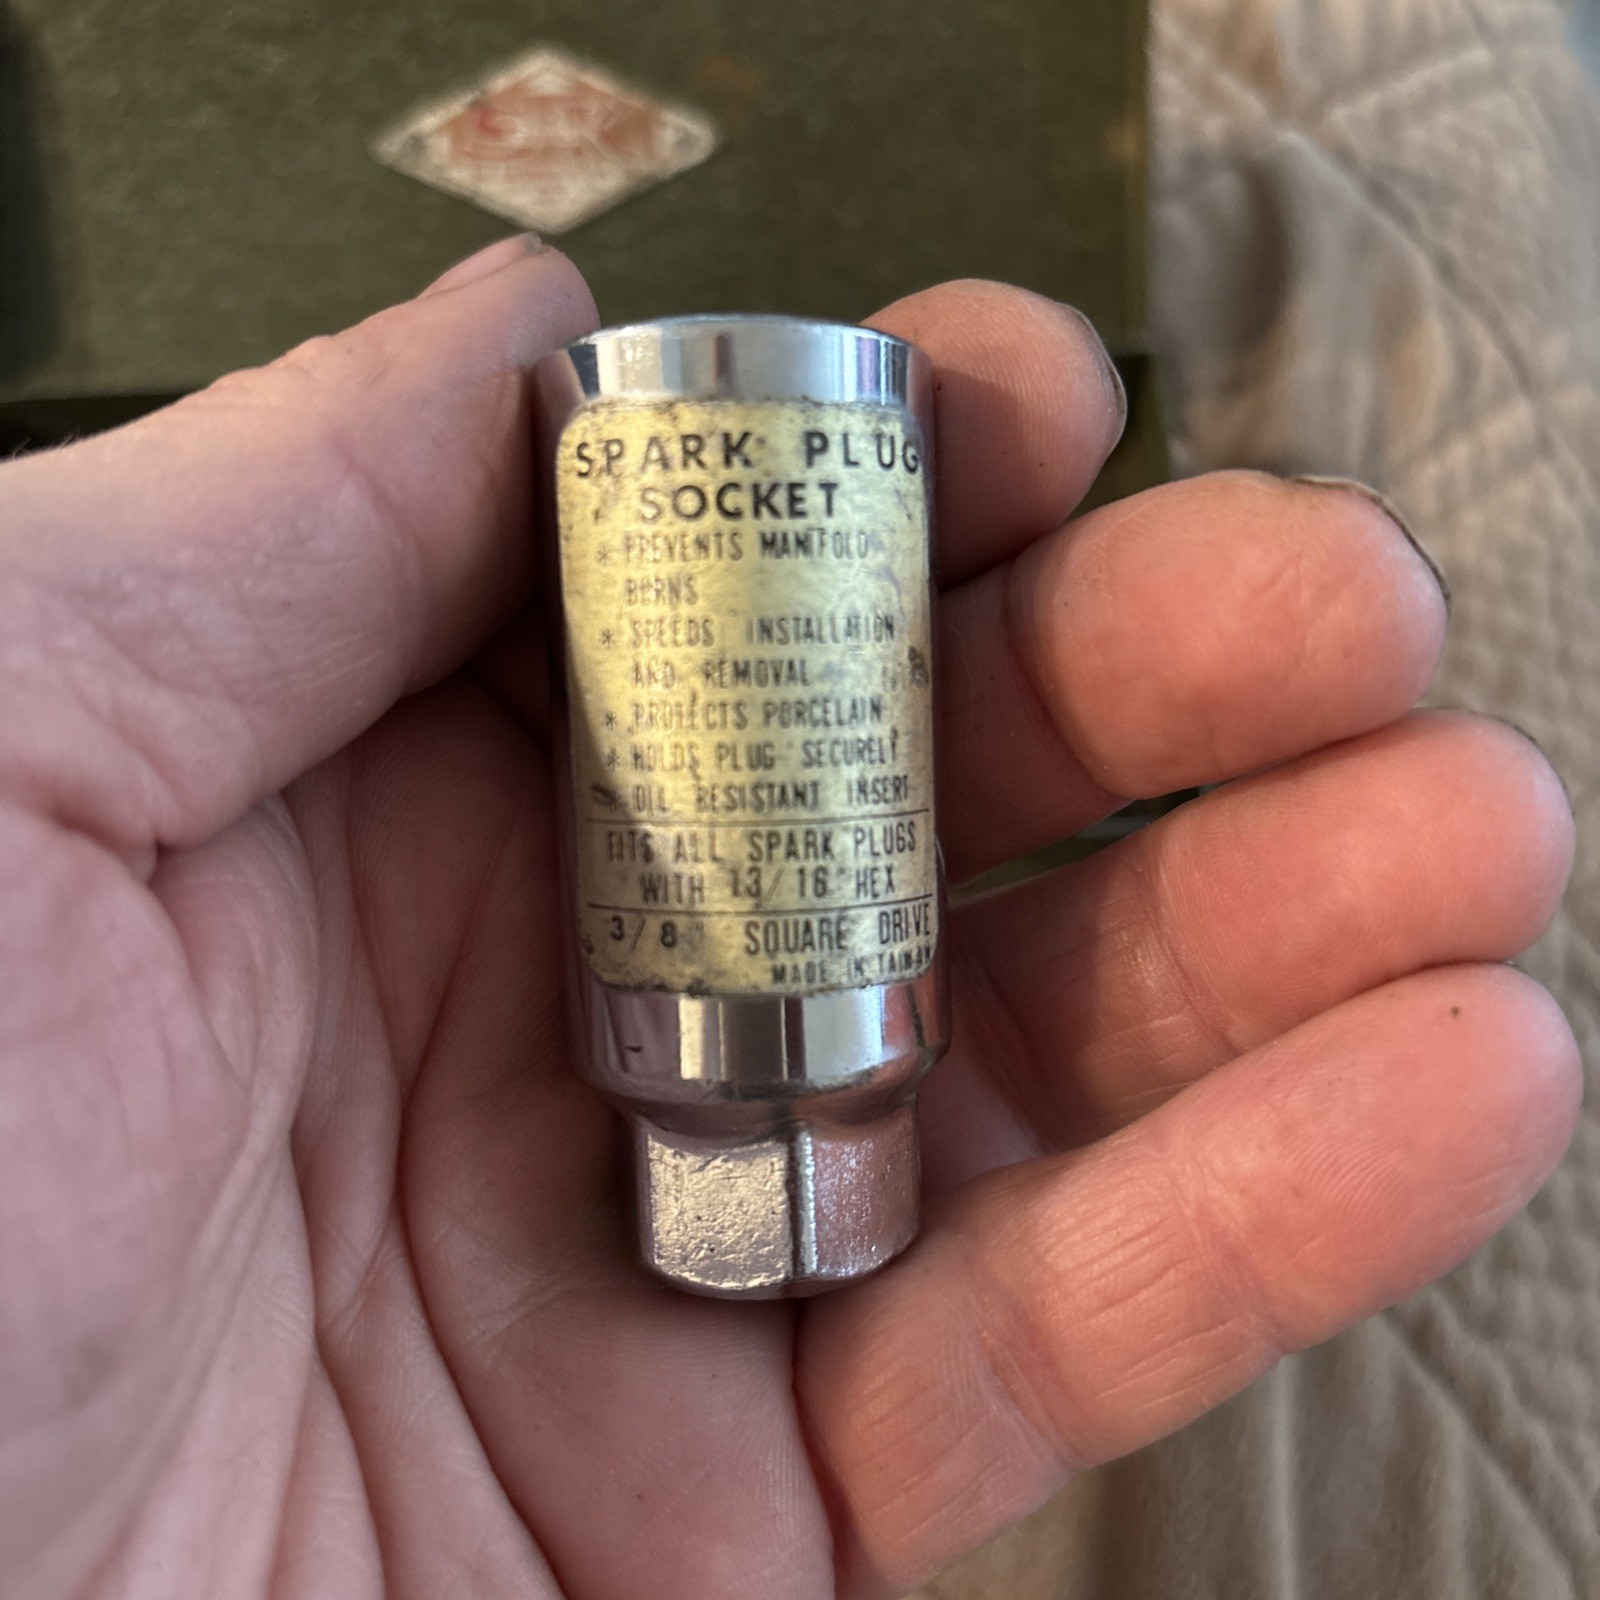 S-K
SPARK PLUG
SOCKET
* PREVENTS MANIFOLD
BURNS
* SPEEDS INSTALLATION
AND REMOVAL
* PROTECTS PORCELAIN
* HOLDS PLUG SECURELY
* OIL RESISTANT INSERT
FITS ALL SPARK PLUGS
WITH 13/16 HEX
3/8" SQUARE DRIVE
MADE IN TAIWAN